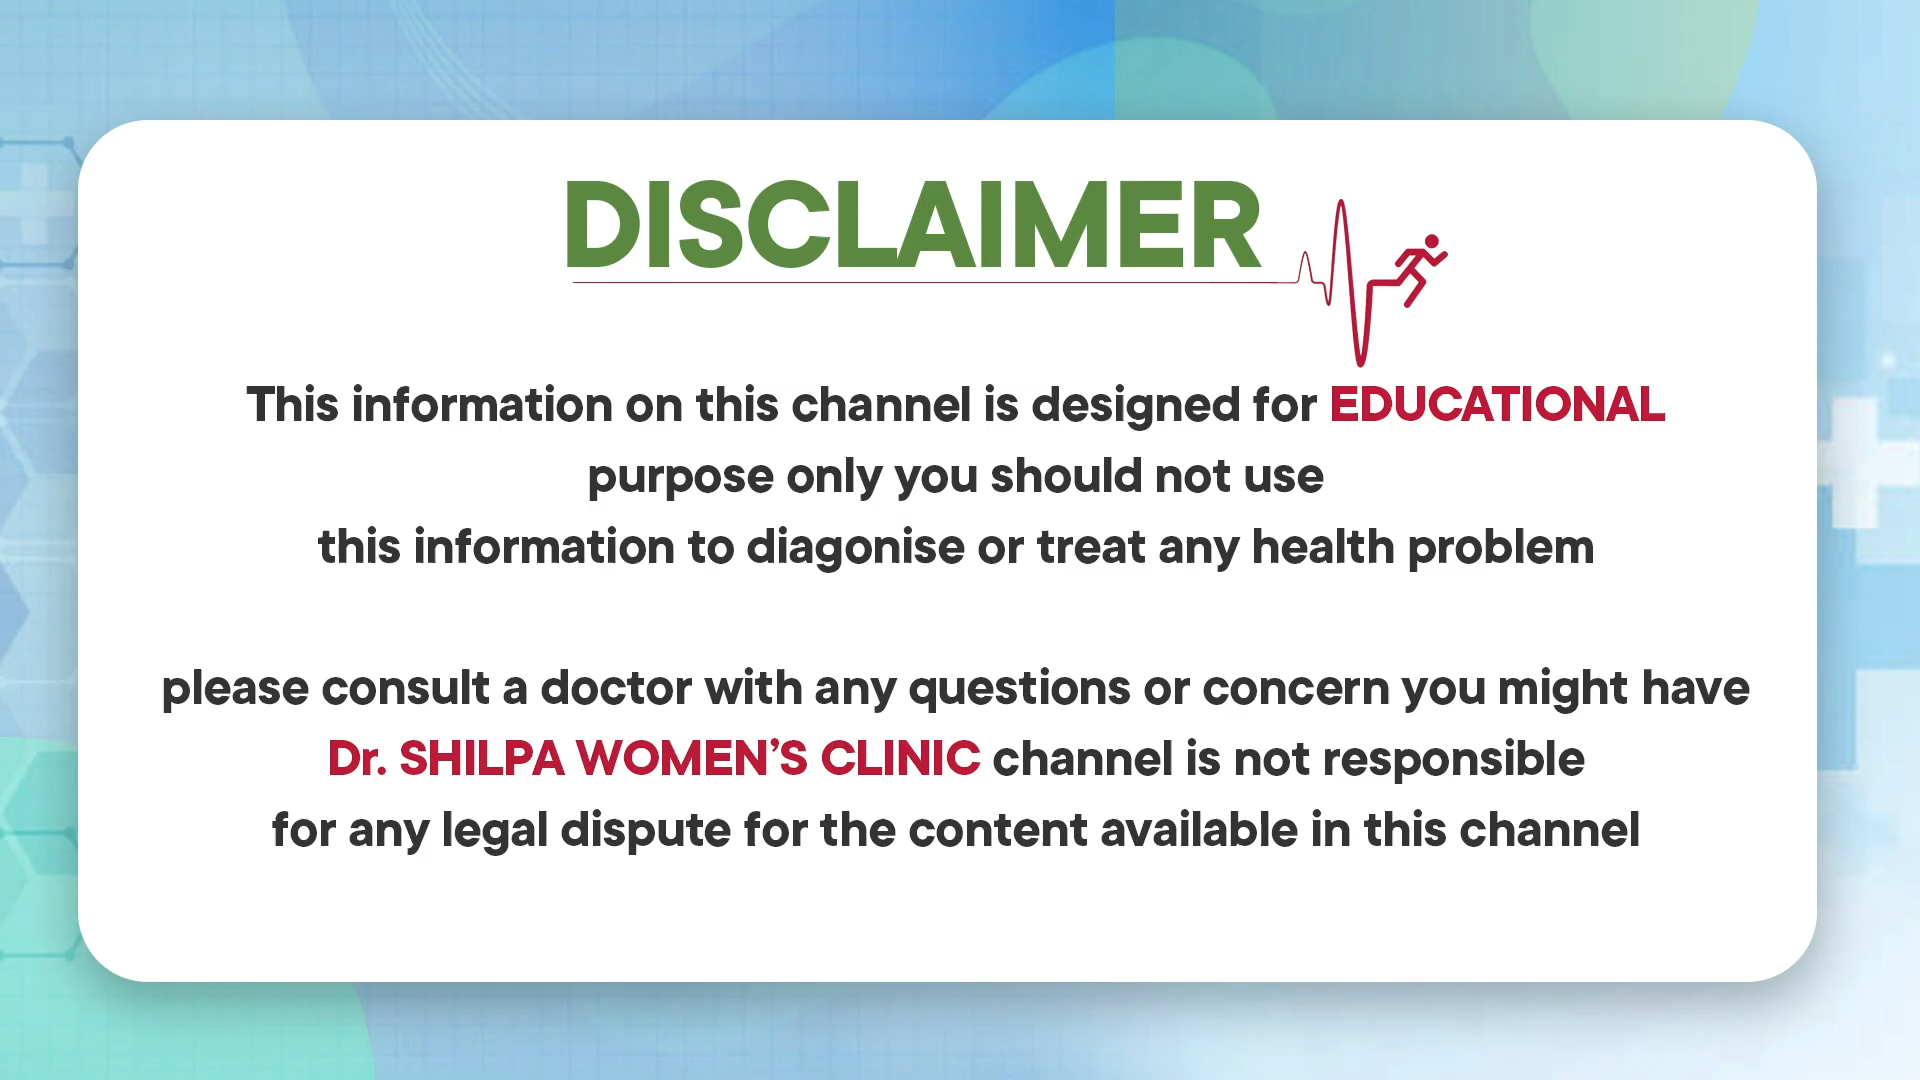 DISCLAIMER
This information on this channel is designed for EDUCATIONAL
purpose only you should not use
this information to diagonise or treat any health problem
please consult a doctor with any questions or concern you might have
Dr. SHILPA WOMEN’S CLINIC channel is not responsible
for any legal dispute for the content available in this channel